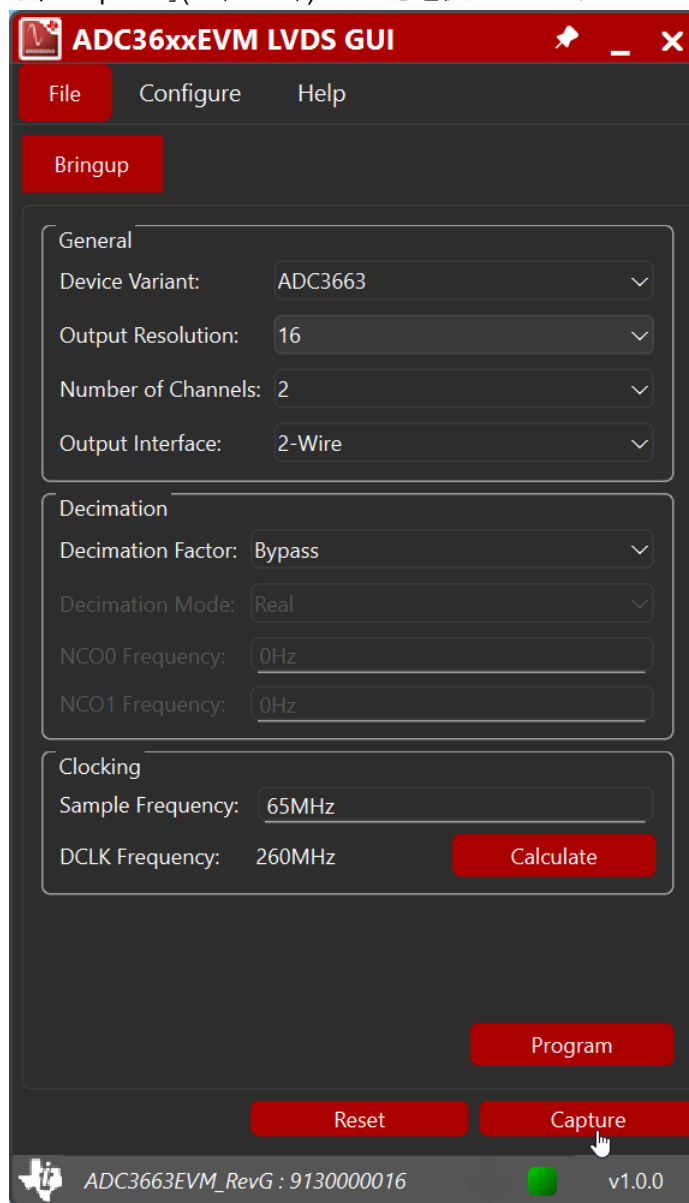 ADC36xxEVM LVDS GUI
File Configure Help
Bringup
General
Device Variant: ADC3663
Output Resolution: 16
Number of Channels: 2
Output Interface: 2-Wire
Decimation
Decimation Factor: Bypass
Decimation Mode: Real
NCO0 Frequency: 0Hz
NCO1 Frequency: 0Hz
Clocking
Sample Frequency: 65MHz
DCLK Frequency: 260MHz Calculate
Program
Reset Capture
ADC3663EVM_RevG : 9130000016 v1.0.0